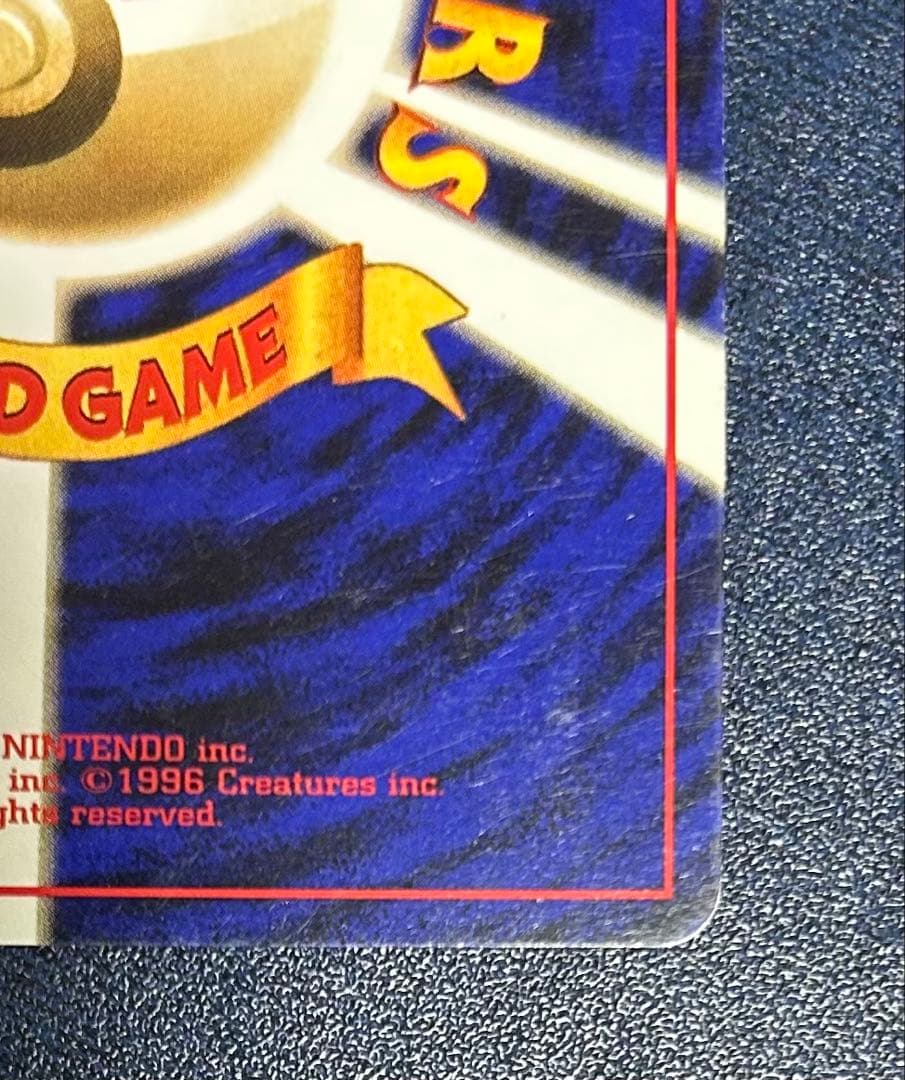 RS
D GAME
NINTENDO inc.
inc. ©1996 Creatures inc.
ghts reserved.